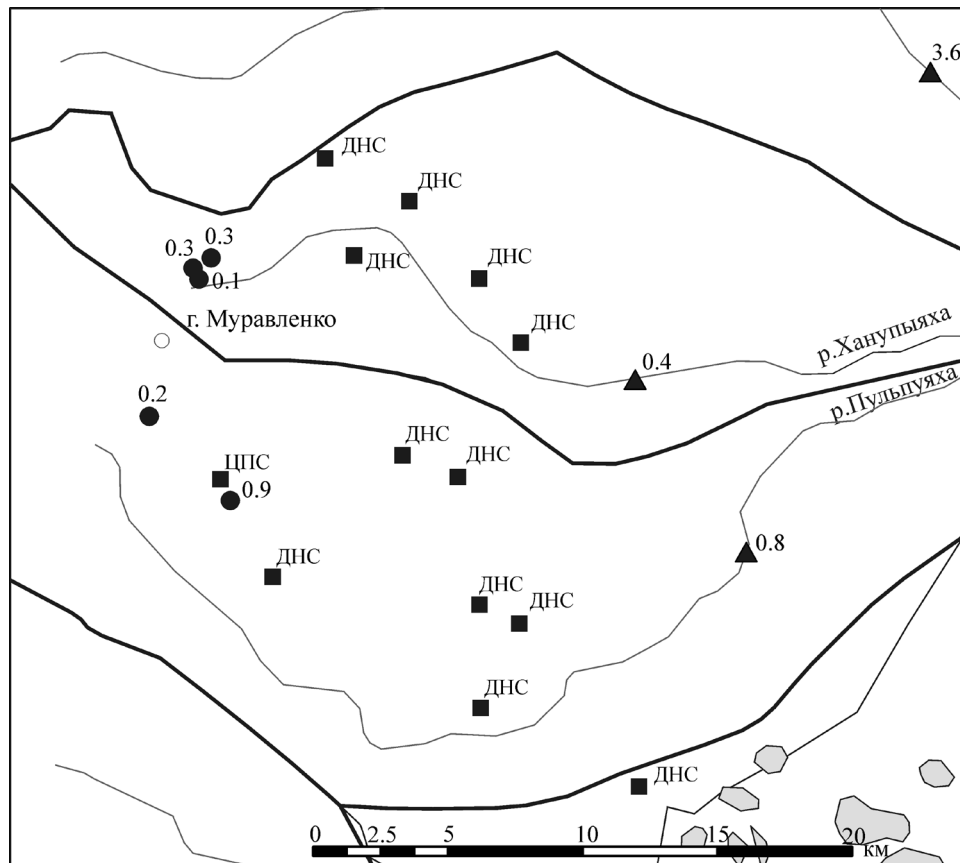 3.6
ДНС
ДНС
0.3
0.3
ДНС
ДНС
0.1
г. Муравленко
ДНС
р.Ханупыяха
0.4
р.Пульпуяха
0.2
ДНС
ДНС
ЦПС
0.9
0.8
ДНС
ДНС
ДНС
ДНС
ДНС
0 2.5 5 10 15 20
км